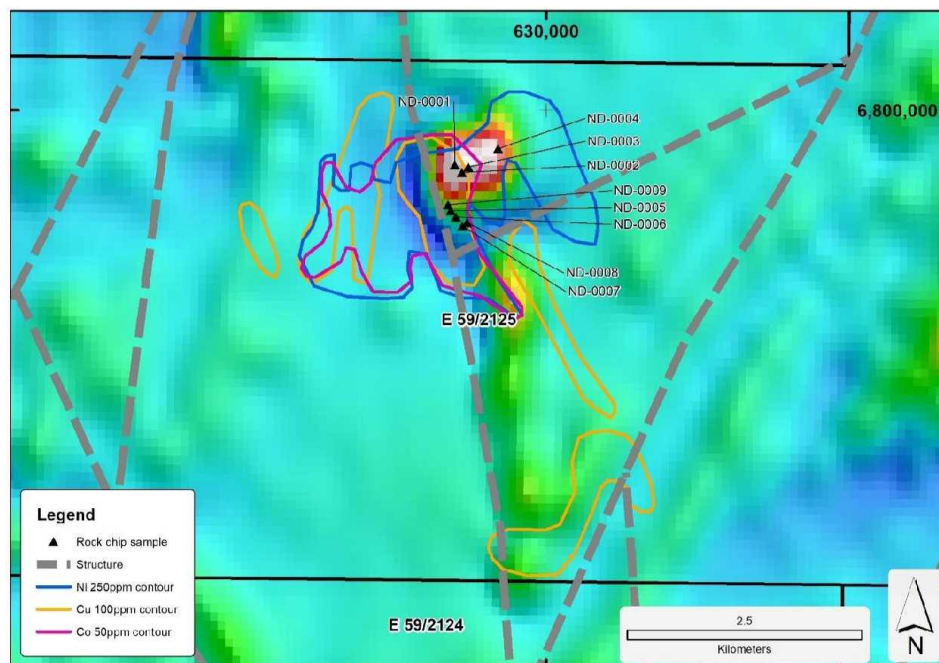 630,000
6,800,000
ND-0001
ND-0004
ND-0003
ND-0002
ND-0009
ND-0005
ND-0006
ND-0008
ND-0007
E 59/2125
Legend
Rock chip sample
Structure
Ni 250ppm contour
Cu 100ppm contour
Co 50ppm contour
E 59/2124
2.5
Kilometers
N